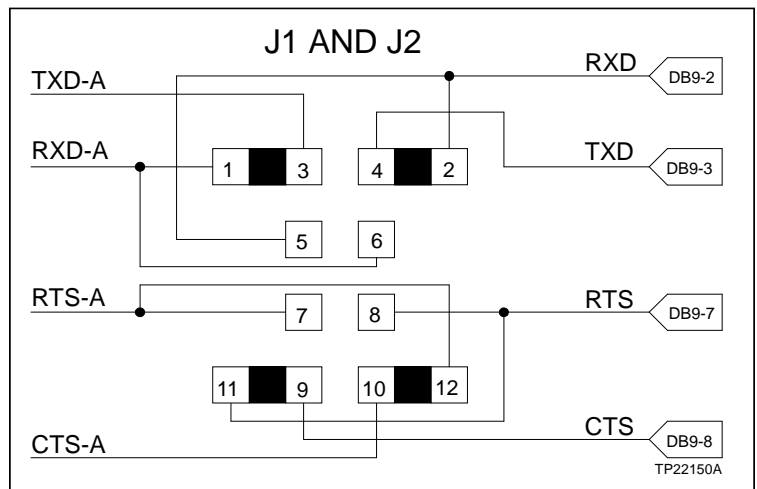 J1 AND J2
TXD-A
RXD
DB9-2
RXD-A
1
3
4
2
TXD
DB9-3
5
6
RTS-A
7
8
RTS
DB9-7
11
9
10
12
CTS-A
CTS
DB9-8
TP22150A